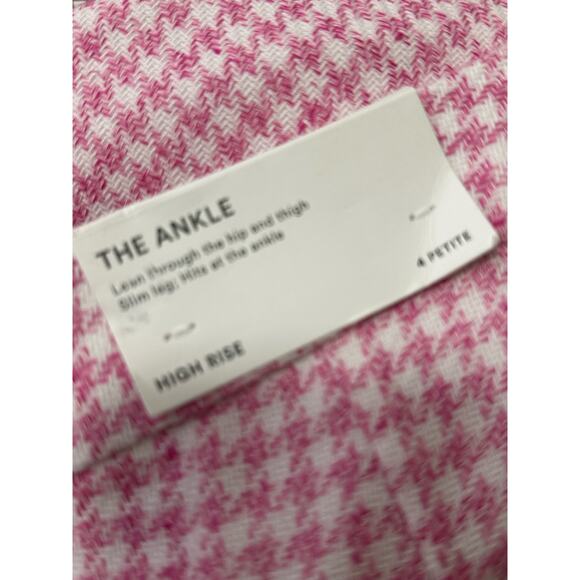 THE ANKLE
Lean through the hip and thigh
Slim leg; Hits at the ankle
4 PETITE
HIGH RISE